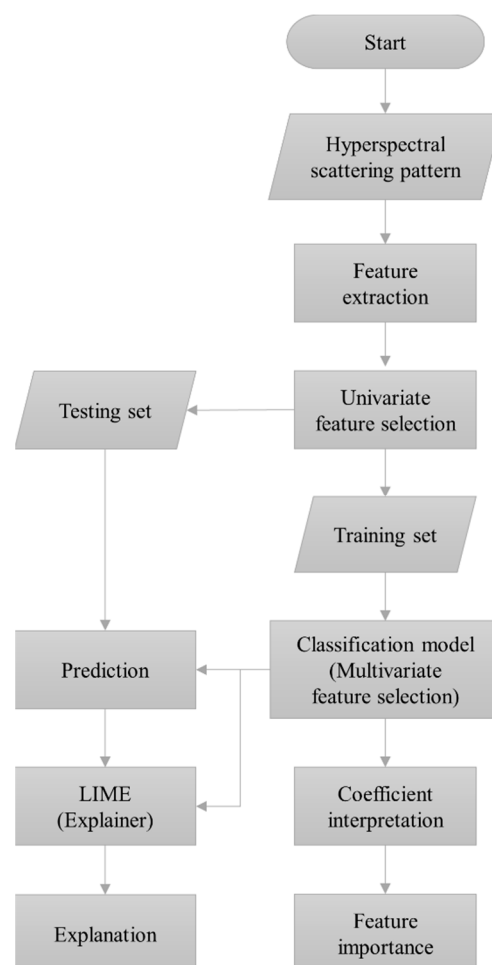 Start
Hyperspectral
scattering pattern
Feature
extraction
Testing set
Univariate
feature selection
Training set
Prediction
Classification model
(Multivariate
feature selection)
LIME
(Explainer)
Coefficient
interpretation
Explanation
Feature
importance